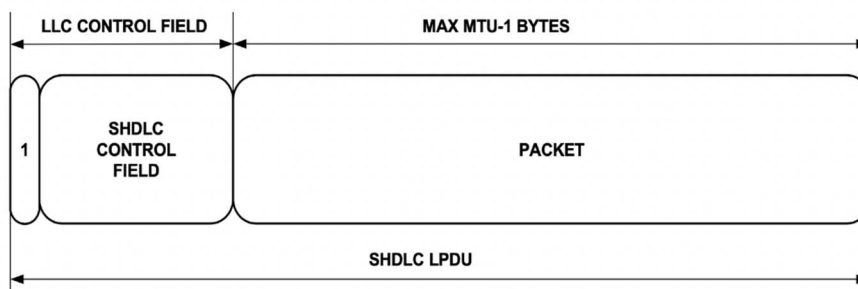 LLC CONTROL FIELD
MAX MTU-1 BYTES
1
SHDLC
CONTROL
FIELD
PACKET
SHDLC LPDU